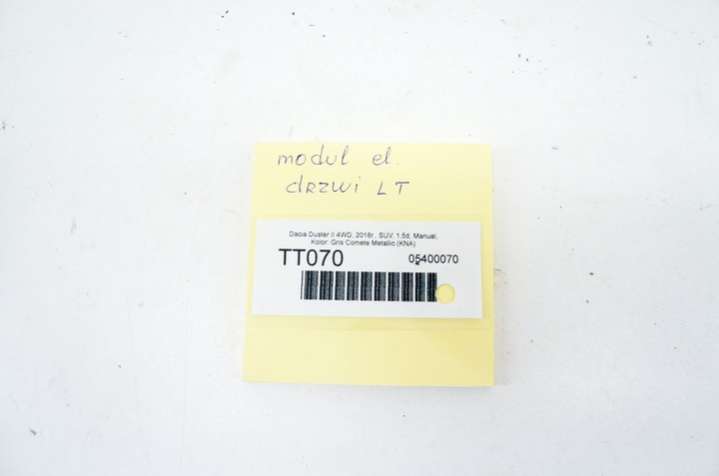 modul el.
drzwi LT
Dacia Duster II 4WD, 2018r., SUV, 1.5d, Manual,
Kolor: Gris Comete Metallic (KNA)
TT070 05400070